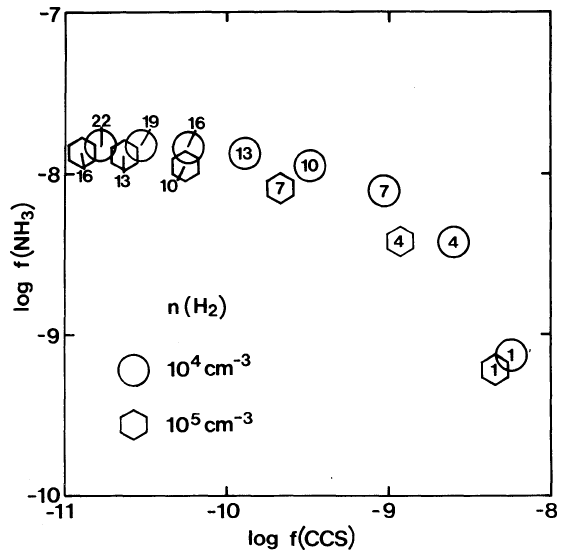 -7
22 19 16
16 13 10
13
10
7
7
-8
4
4
log f(NH3)
n(H2)
-9
10^4 cm^-3
1
1
10^5 cm^-3
-10
-11 -10 -9 -8
log f(CCS)